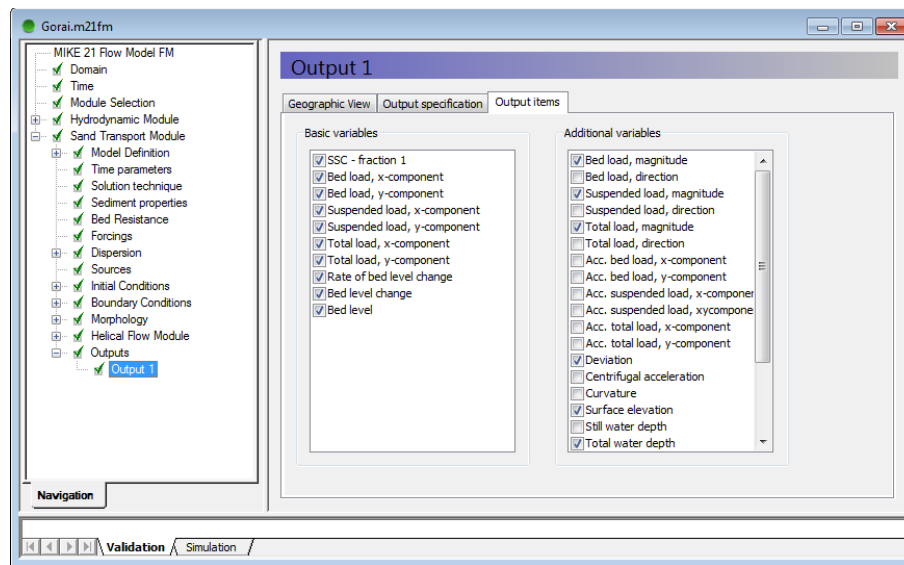 Gorai.m21fm
MIKE 21 Flow Model FM
Domain
Time
Module Selection
Hydrodynamic Module
Sand Transport Module
Model Definition
Time parameters
Solution technique
Sediment properties
Bed Resistance
Forcings
Dispersion
Sources
Initial Conditions
Boundary Conditions
Morphology
Helical Flow Module
Outputs
Output 1
Navigation
Output 1
Geographic View
Output specification
Output items
Basic variables
SSC - fraction 1
Bed load, x-component
Bed load, y-component
Suspended load, x-component
Suspended load, y-component
Total load, x-component
Total load, y-component
Rate of bed level change
Bed level change
Bed level
Additional variables
Bed load, magnitude
Bed load, direction
Suspended load, magnitude
Suspended load, direction
Total load, magnitude
Total load, direction
Acc. bed load, x-component
Acc. bed load, y-component
Acc. suspended load, x-componer
Acc. suspended load, xycompone
Acc. total load, x-component
Acc. total load, y-component
Deviation
Centrifugal acceleration
Curvature
Surface elevation
Still water depth
Total water depth
Validation
Simulation